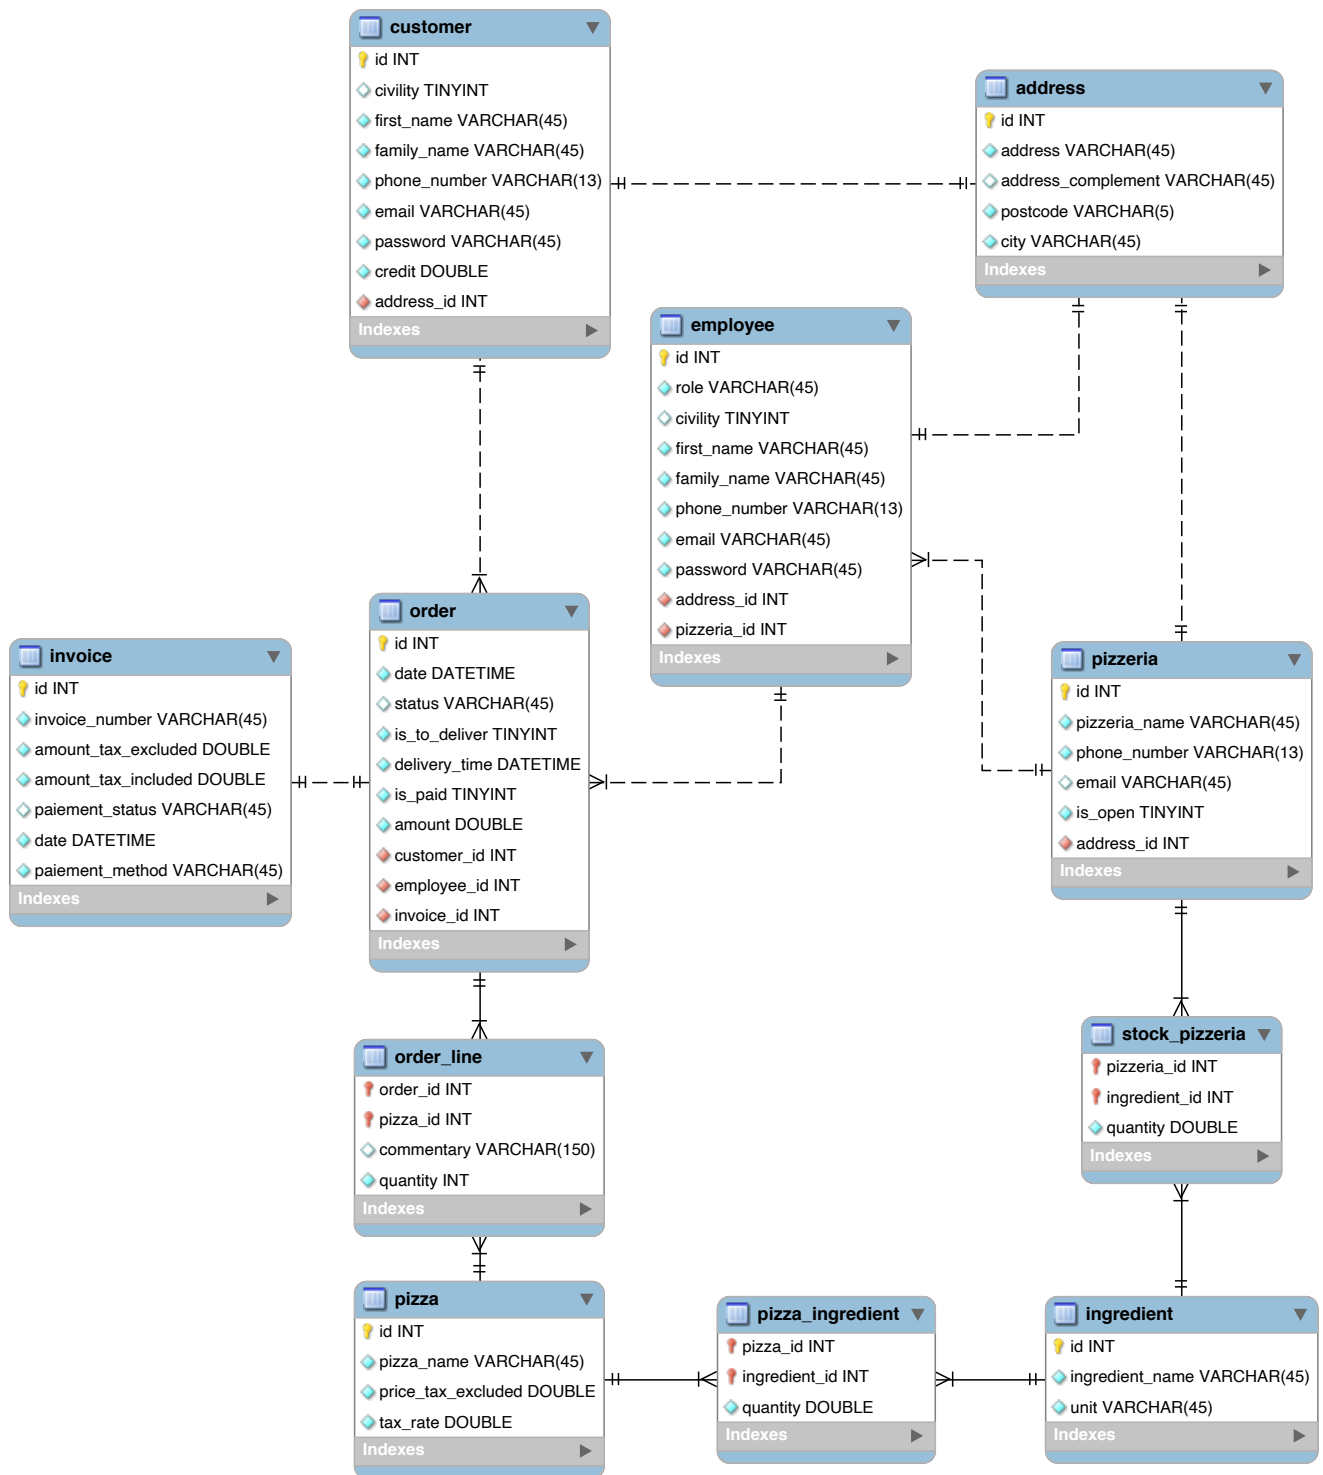 customer
id INT
civility TINYINT
first_name VARCHAR(45)
family_name VARCHAR(45)
phone_number VARCHAR(13)
email VARCHAR(45)
password VARCHAR(45)
credit DOUBLE
address_id INT
Indexes
address
id INT
address VARCHAR(45)
address_complement VARCHAR(45)
postcode VARCHAR(5)
city VARCHAR(45)
Indexes
employee
id INT
role VARCHAR(45)
civility TINYINT
first_name VARCHAR(45)
family_name VARCHAR(45)
phone_number VARCHAR(13)
email VARCHAR(45)
password VARCHAR(45)
address_id INT
pizzeria_id INT
Indexes
order
id INT
date DATETIME
status VARCHAR(45)
is_to_deliver TINYINT
delivery_time DATETIME
is_paid TINYINT
amount DOUBLE
customer_id INT
employee_id INT
invoice_id INT
Indexes
invoice
id INT
invoice_number VARCHAR(45)
amount_tax_excluded DOUBLE
amount_tax_included DOUBLE
paiement_status VARCHAR(45)
date DATETIME
paiement_method VARCHAR(45)
Indexes
pizzeria
id INT
pizzeria_name VARCHAR(45)
phone_number VARCHAR(13)
email VARCHAR(45)
is_open TINYINT
address_id INT
Indexes
order_line
order_id INT
pizza_id INT
commentary VARCHAR(150)
quantity INT
Indexes
stock_pizzeria
pizzeria_id INT
ingredient_id INT
quantity DOUBLE
Indexes
pizza
id INT
pizza_name VARCHAR(45)
price_tax_excluded DOUBLE
tax_rate DOUBLE
Indexes
pizza_ingredient
pizza_id INT
ingredient_id INT
quantity DOUBLE
Indexes
ingredient
id INT
ingredient_name VARCHAR(45)
unit VARCHAR(45)
Indexes